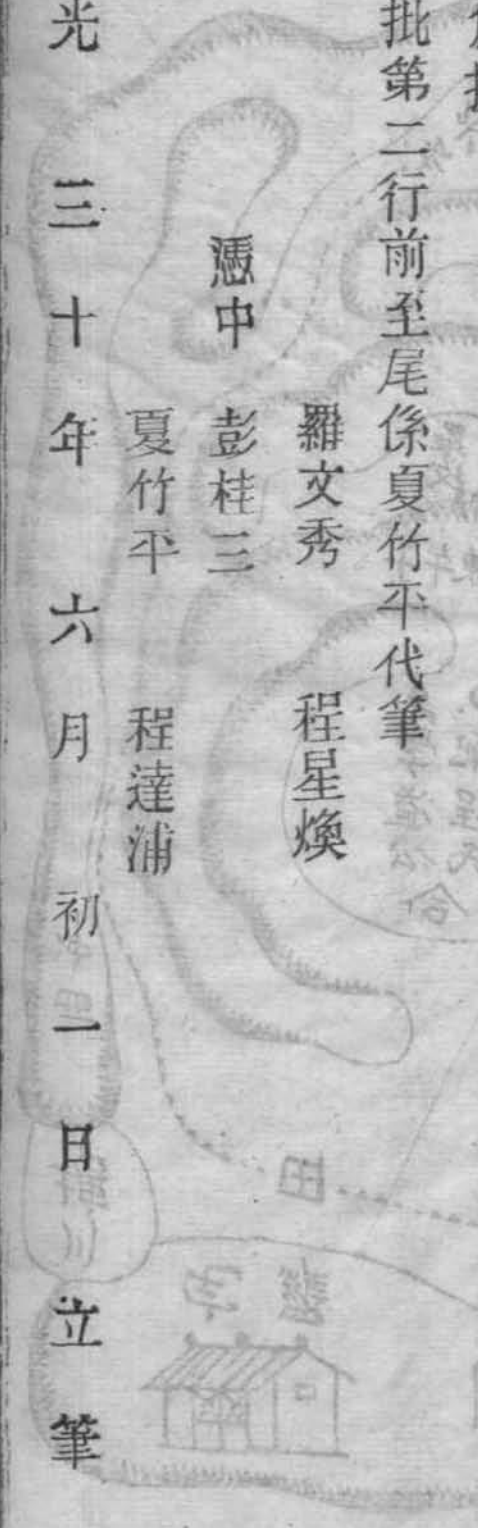 批第二行前至尾係夏竹平代筆
羅文秀 程星煥
憑中 彭桂三
夏竹平 程達浦
光 三十年 六月 初一日 立筆